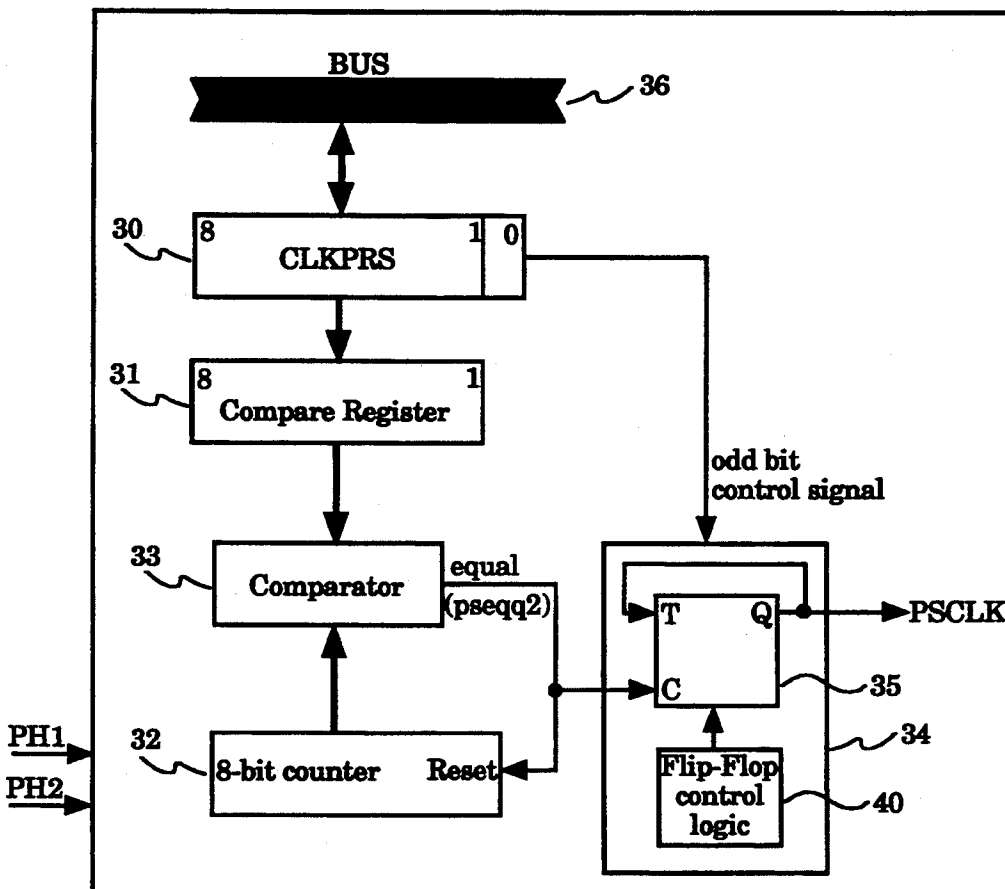 BUS
36
30
8 1 0
CLKPRS
31
8 1
Compare Register
odd bit
control signal
33
Comparator
equal
(pseqq2)
T Q
PSCLK
C
35
PH1
PH2
32
8-bit counter Reset
34
Flip-Flop
control
logic
40